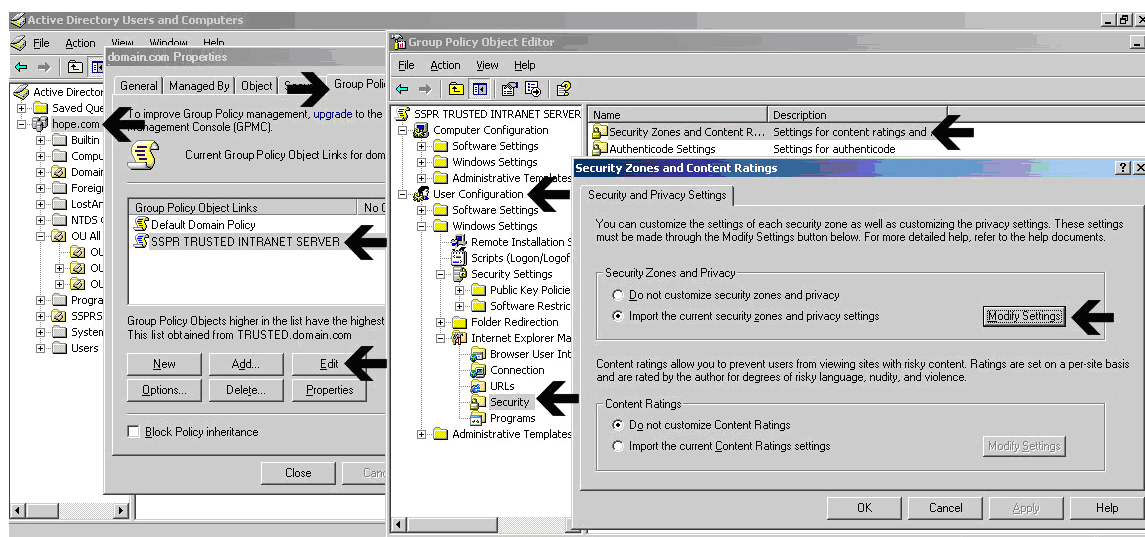 Active Directory Users and Computers
File Action View Window Help
Active Director
Saved Que
hope.com
Builtin
Compu
Domain
Foreig
LostAr
NTDS
OU All
OU
OU
OU
Progra
SSPRS
System
Users
domain.com Properties
General Managed By Object Group Poli
To improve Group Policy management, upgrade to the
Management Console (GPMC).
Current Group Policy Object Links for dom
Group Policy Object Links No O
Default Domain Policy
SSPR TRUSTED INTRANET SERVER
Group Policy Objects higher in the list have the highest
This list obtained from TRUSTED.domain.com
New Add... Edit
Options... Delete... Properties
Block Policy inheritance
Close Canc
Group Policy Object Editor
File Action View Help
SSPR TRUSTED INTRANET SERVER
Computer Configuration
Software Settings
Windows Settings
Administrative Templates
User Configuration
Software Settings
Windows Settings
Remote Installation S
Scripts (Logon/Logof
Security Settings
Public Key Policie
Software Restric
Folder Redirection
Internet Explorer Ma
Browser User Int
Connection
URLs
Security
Programs
Administrative Templates
Name Description
Security Zones and Content R... Settings for content ratings and
Authenticode Settings Settings for authenticode
Security Zones and Content Ratings
Security and Privacy Settings
You can customize the settings of each security zone as well as customizing the privacy settings. These settings
must be made through the Modify Settings button below. For more detailed help, refer to the help documents.
Security Zones and Privacy
Do not customize security zones and privacy
Import the current security zones and privacy settings
Modify Settings
Content ratings allow you to prevent users from viewing sites with risky content. Ratings are set on a per-site basis
and are rated by the author for degrees of risky language, nudity, and violence.
Content Ratings
Do not customize Content Ratings
Import the current Content Ratings settings
Modify Settings
OK Cancel Apply Help